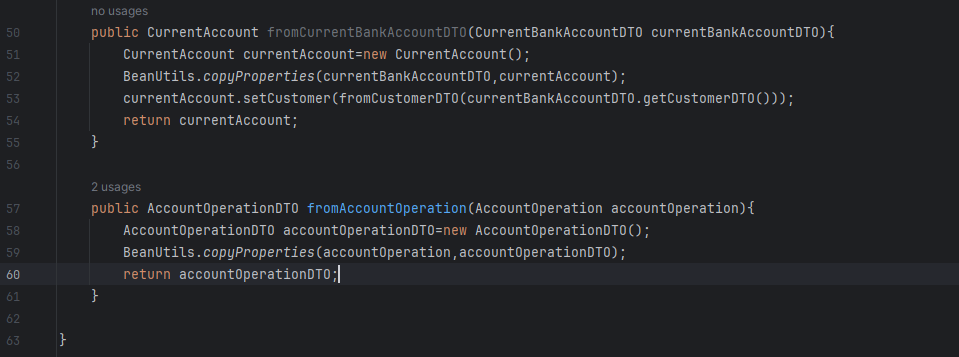 no usages
50 public CurrentAccount fromCurrentBankAccountDTO(CurrentBankAccountDTO currentBankAccountDTO){
51 CurrentAccount currentAccount=new CurrentAccount();
52 BeanUtils.copyProperties(currentBankAccountDTO,currentAccount);
53 currentAccount.setCustomer(fromCustomerDTO(currentBankAccountDTO.getCustomerDTO()));
54 return currentAccount;
55 }
56
2 usages
57 public AccountOperationDTO fromAccountOperation(AccountOperation accountOperation){
58 AccountOperationDTO accountOperationDTO=new AccountOperationDTO();
59 BeanUtils.copyProperties(accountOperation,accountOperationDTO);
60 return accountOperationDTO;
61 }
62
63 }